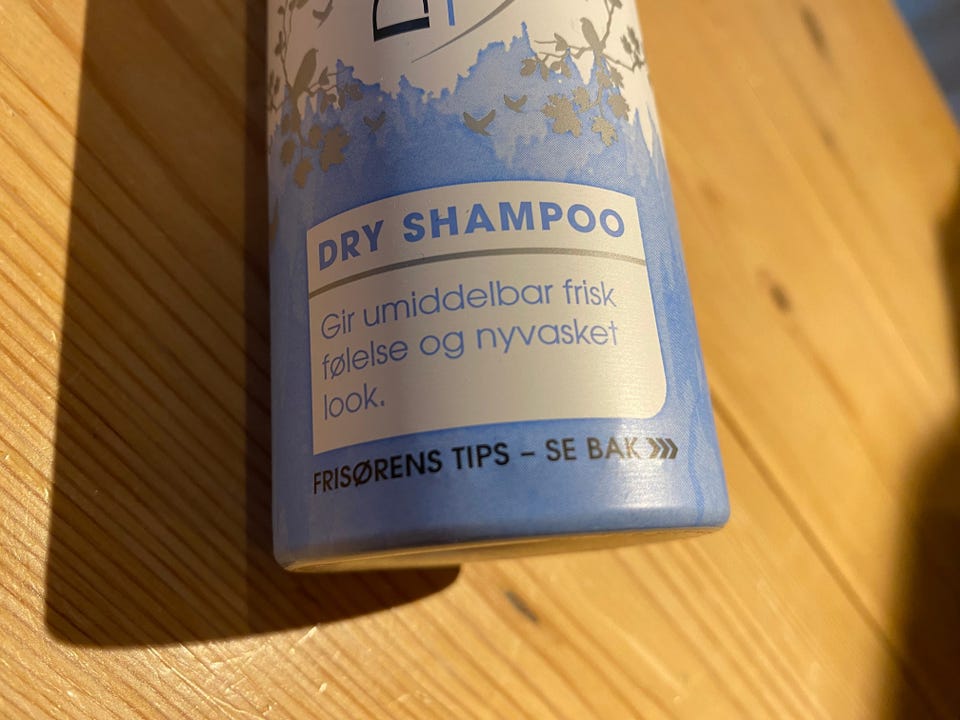 DRY SHAMPOO
Gir umiddelbar frisk
følelse og nyvasket
look.
FRISØRENS TIPS – SE BAK